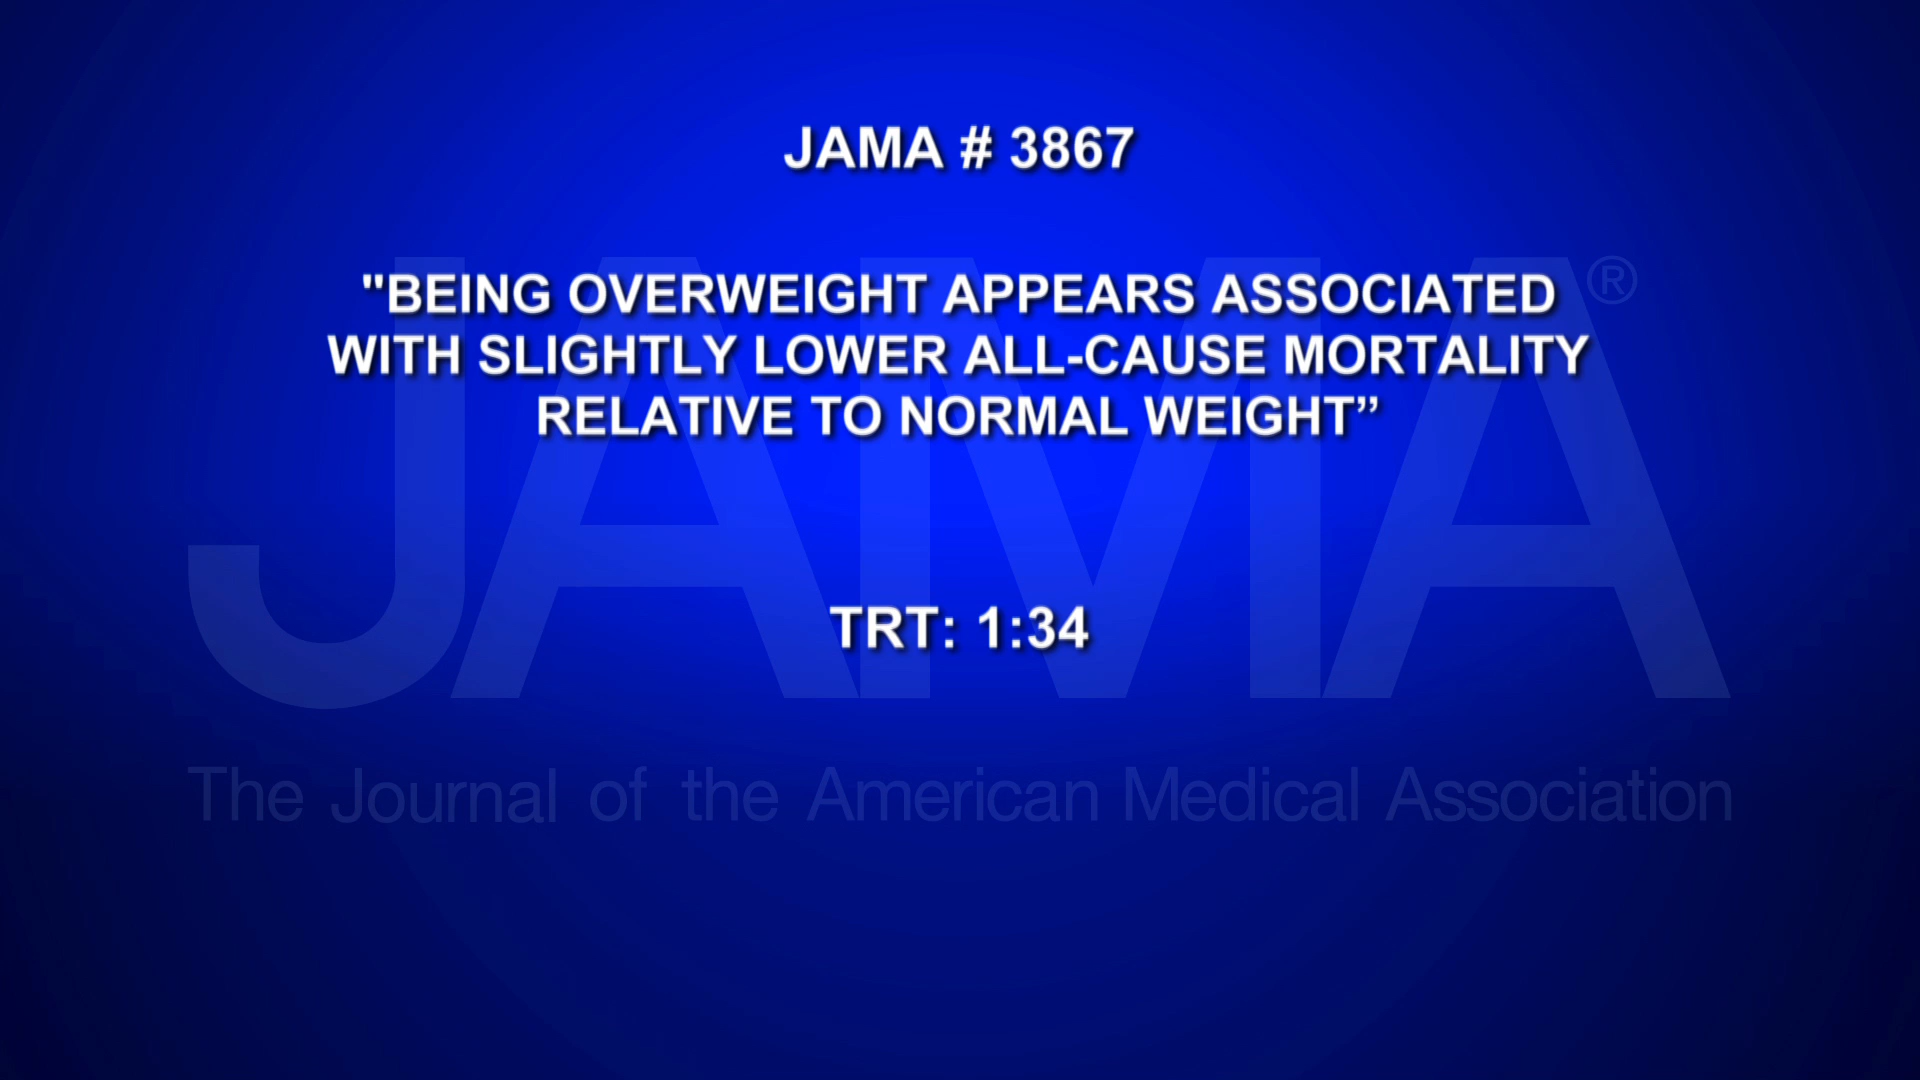 JAMA # 3867
"BEING OVERWEIGHT APPEARS ASSOCIATED
WITH SLIGHTLY LOWER ALL-CAUSE MORTALITY
RELATIVE TO NORMAL WEIGHT”
TRT: 1:34
JAMA®
The Journal of the American Medical Association